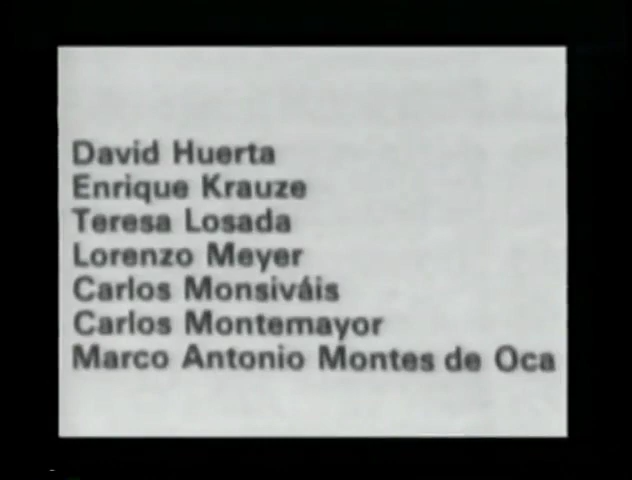 David Huerta
Enrique Krauze
Teresa Losada
Lorenzo Meyer
Carlos Monsiváis
Carlos Montemayor
Marco Antonio Montes de Oca